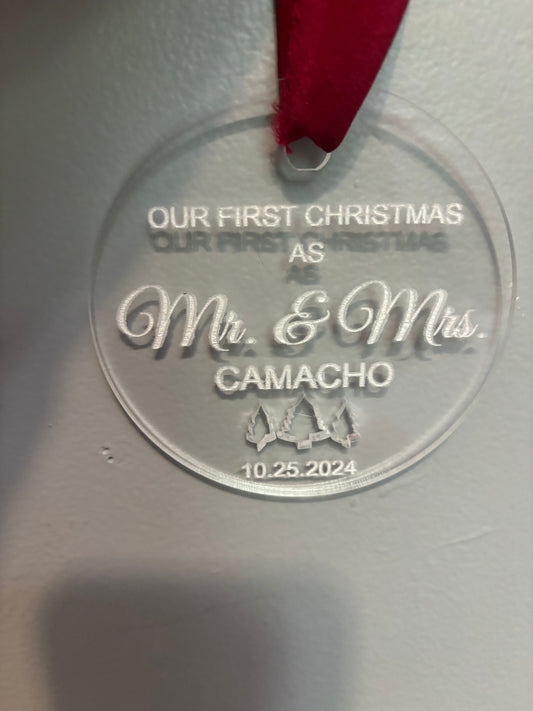 OUR FIRST CHRISTMAS
AS
Mr. & Mrs.
CAMACHO
10.25.2024